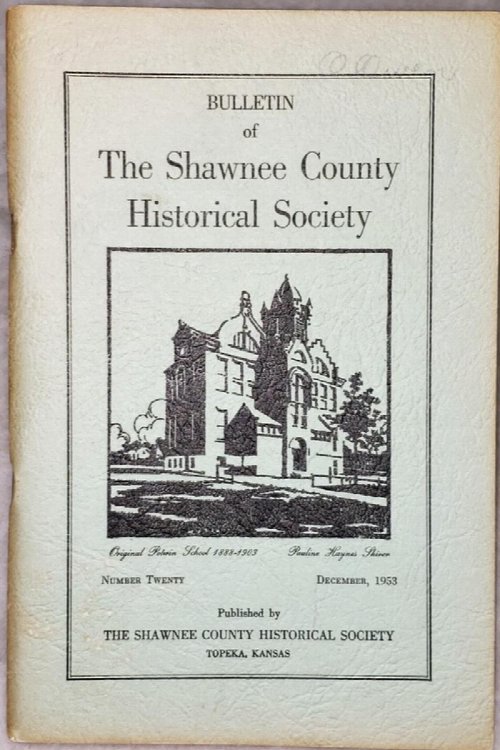 BULLETIN
of
The Shawnee County
Historical Society
Original Potwin School 1888-1903 Pauline Haynes Shirer
NUMBER TWENTY DECEMBER, 1953
Published by
THE SHAWNEE COUNTY HISTORICAL SOCIETY
TOPEKA, KANSAS